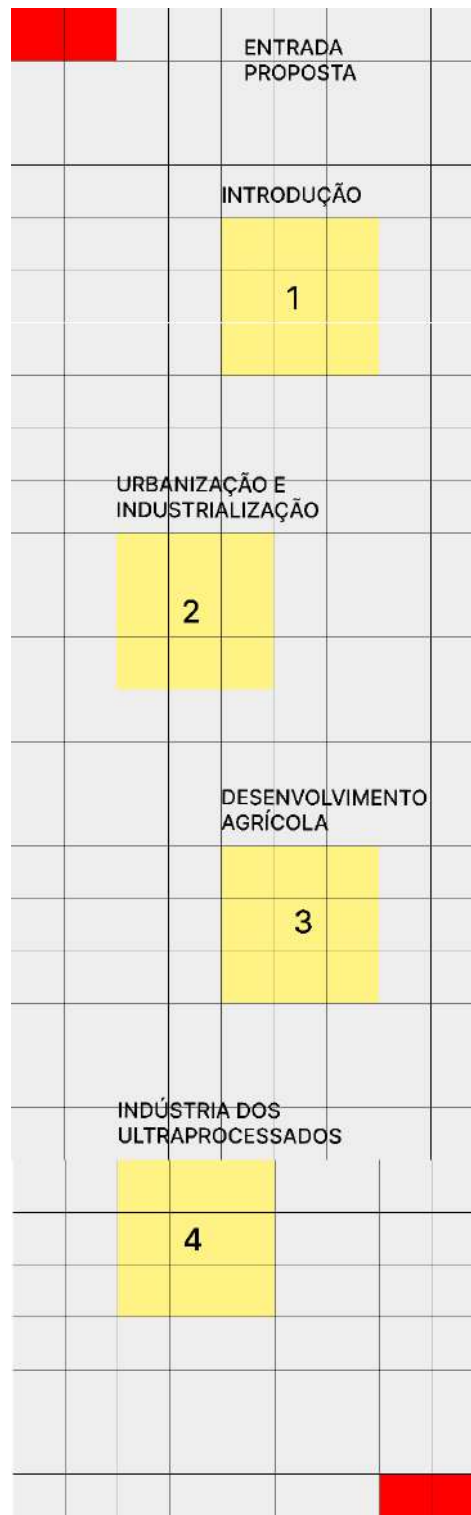 ENTRADA
PROPOSTA
INTRODUÇÃO
1
URBANIZAÇÃO E
INDUSTRIALIZAÇÃO
2
DESENVOLVIMENTO
AGRÍCOLA
3
INDÚSTRIA DOS
ULTRAPROCESSADOS
4